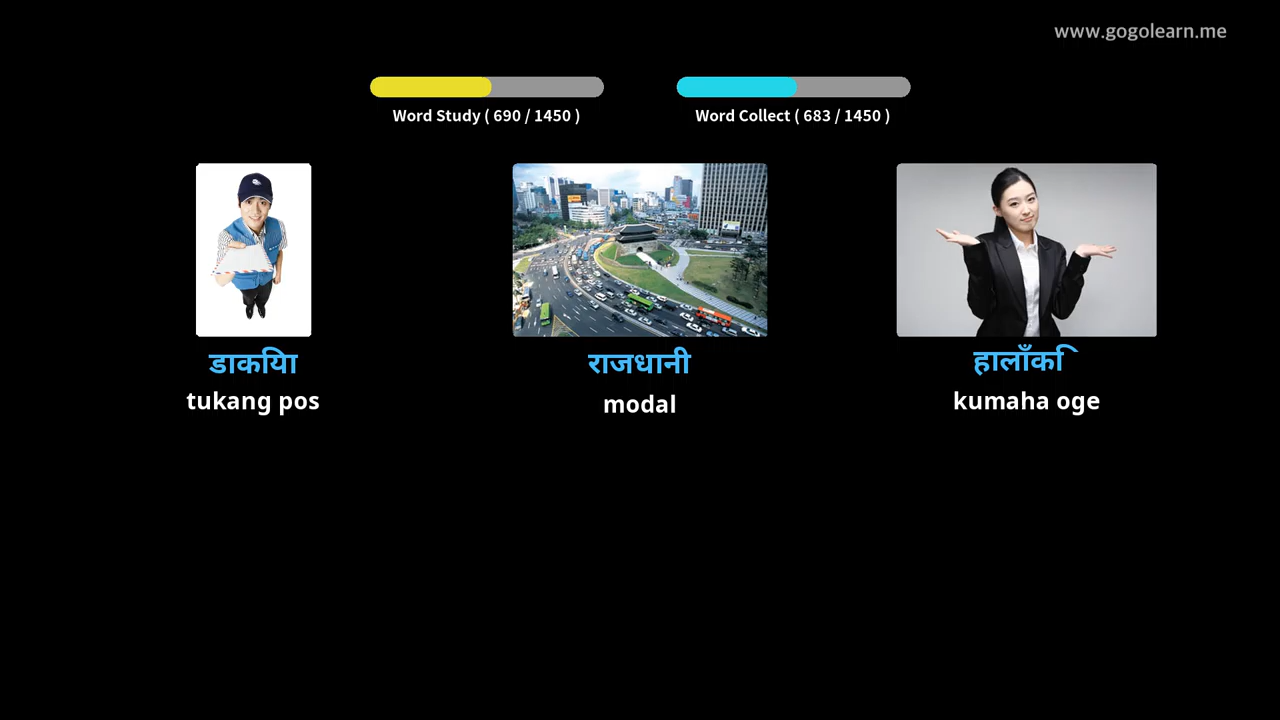 www.gogolearn.me
Word Study ( 690 / 1450 )
Word Collect ( 683 / 1450 )
डाकिया
राजधानी
हालाँकि
tukang pos
modal
kumaha oge